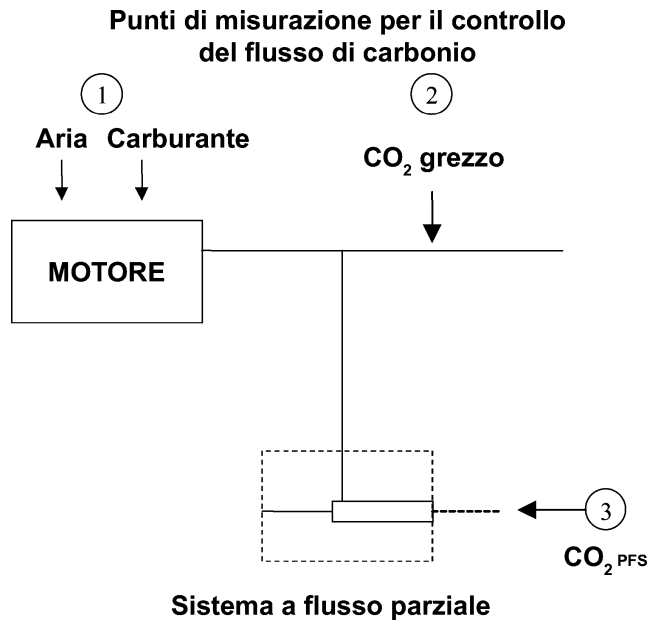 Punti di misurazione per il controllo
del flusso di carbonio
1
2
Aria Carburante
CO₂ grezzo
MOTORE
3
CO₂ PFS
Sistema a flusso parziale